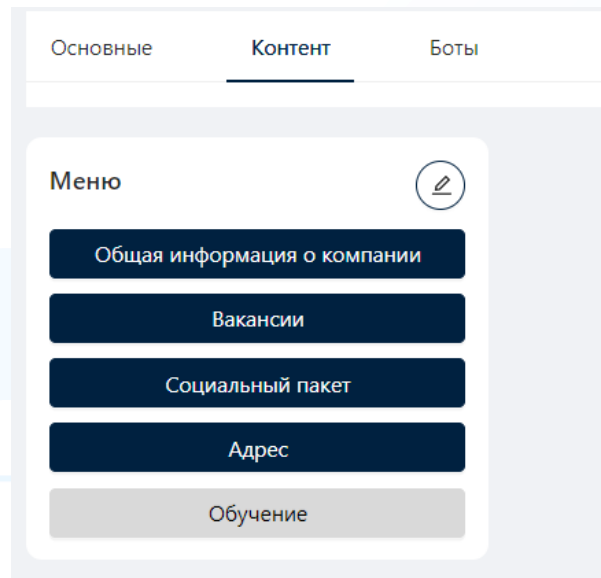 Основные Контент Боты
Меню
Общая информация о компании
Вакансии
Социальный пакет
Адрес
Обучение